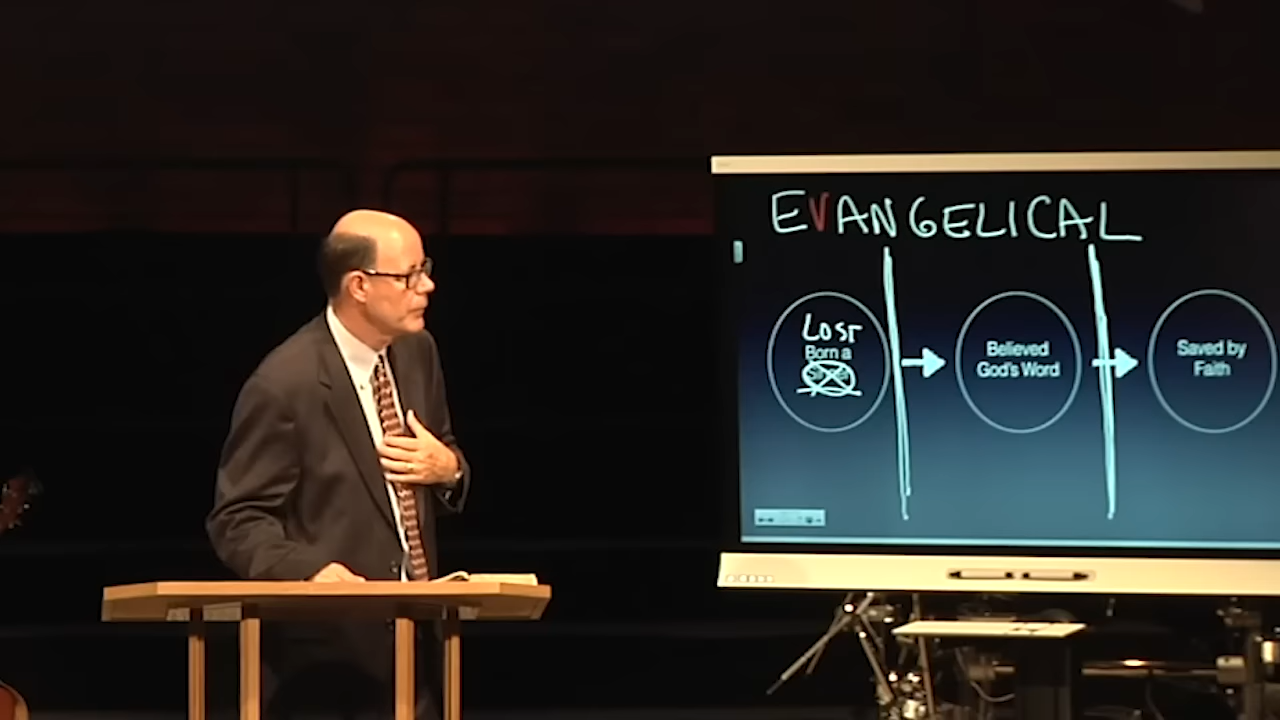 EVANGELICAL
LOST
Born a
Believed
God's Word
Saved by
Faith